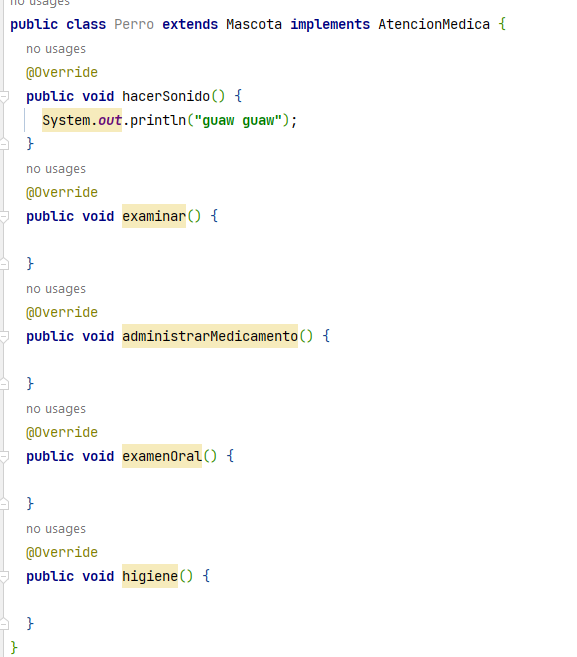 no usages
public class Perro extends Mascota implements AtencionMedica {
no usages
@Override
public void hacerSonido() {
System.out.println("guaw guaw");
}
no usages
@Override
public void examinar() {
}
no usages
@Override
public void administrarMedicamento() {
}
no usages
@Override
public void examenOral() {
}
no usages
@Override
public void higiene() {
}
}